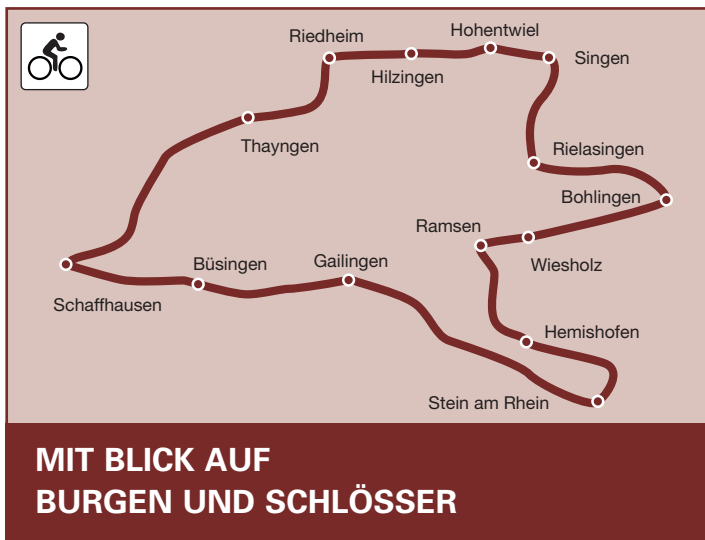 Hohentwiel
Riedheim
Hilzingen
Singen
Thayngen
Rielasingen
Bohlingen
Ramsen
Wiesholz
Büsingen
Gailingen
Schaffhausen
Hemishofen
Stein am Rhein
MIT BLICK AUF
BURGEN UND SCHLÖSSER